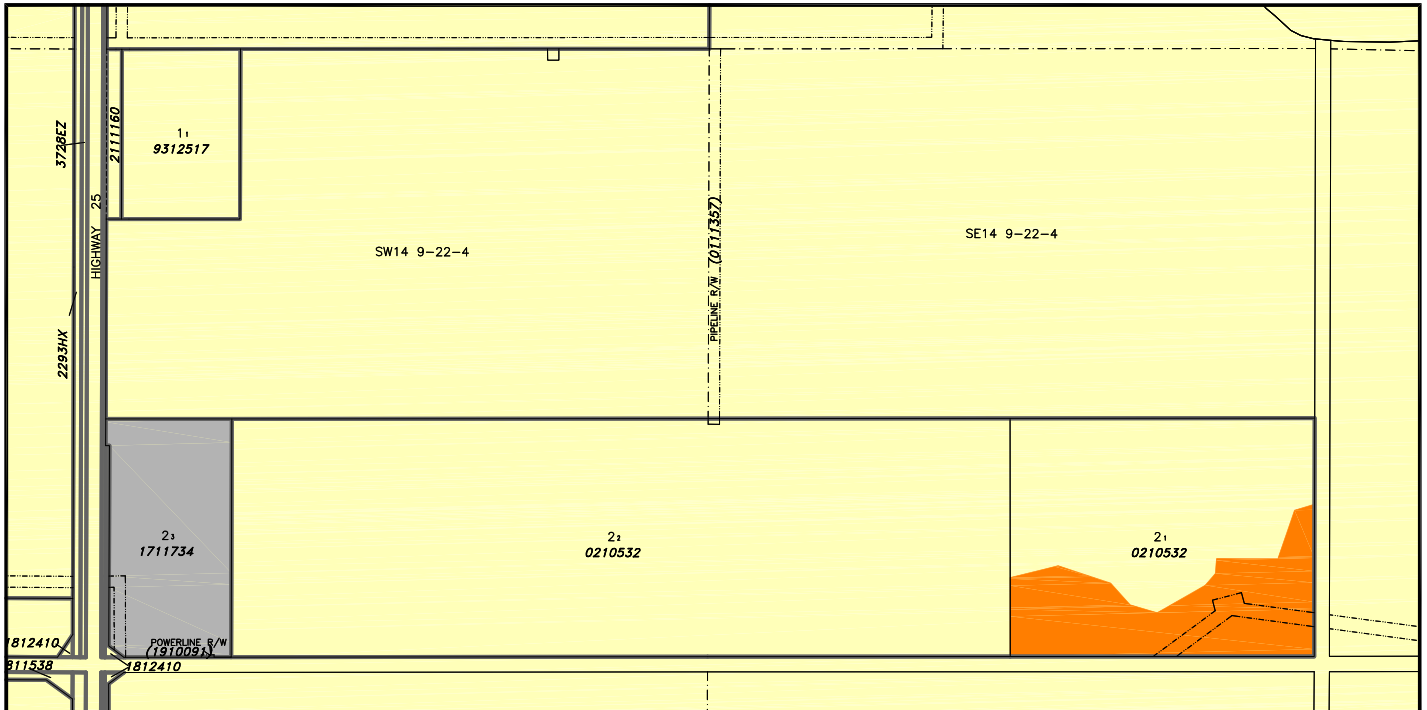 3728EZ
2111160
1₁
9312517
HIGHWAY 25
2293HX
SW14 9-22-4
PIPELINE R/W (0111357)
SE14 9-22-4
2₃
1711734
2₂
0210532
2₁
0210532
POWERLINE R/W
(1910091)
1812410
811538
1812410